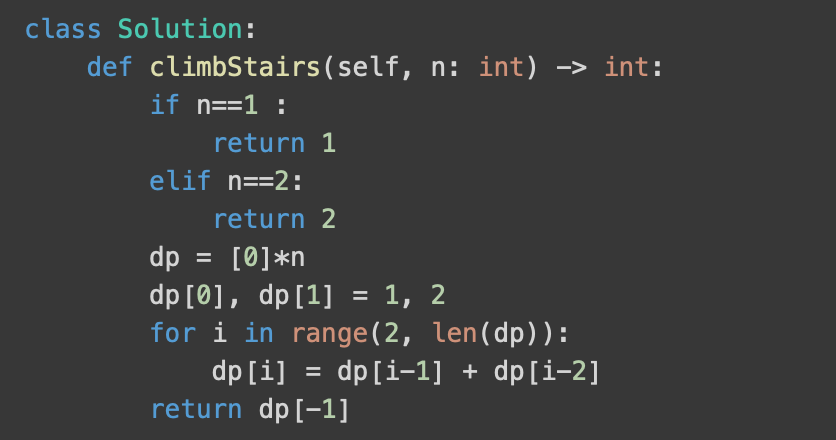 class Solution:
    def climbStairs(self, n: int) -> int:
        if n==1 :
            return 1
        elif n==2:
            return 2
        dp = [0]*n
        dp[0], dp[1] = 1, 2
        for i in range(2, len(dp)):
            dp[i] = dp[i-1] + dp[i-2]
        return dp[-1]